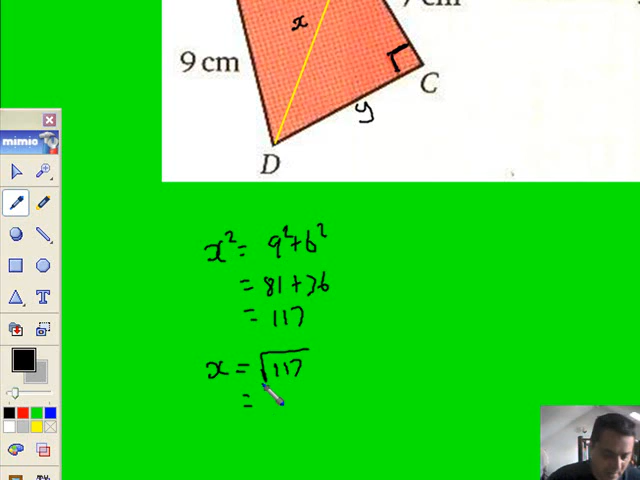 x
7 cm
9 cm
C
y
D
mimio
x² = 9² + 6²
= 81 + 36
= 117
x = √117
=
T